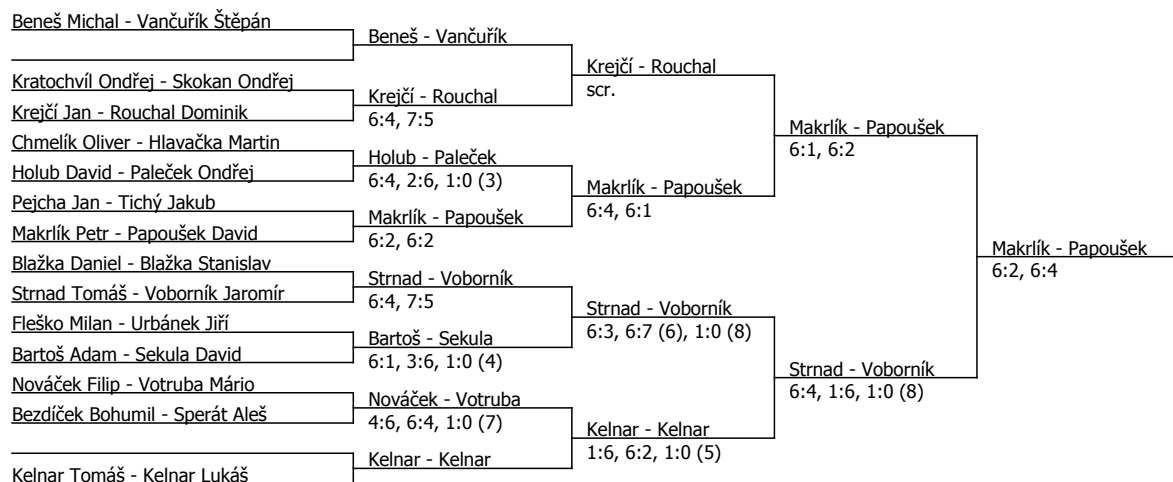 Beneš Michal - Vančuřík Štěpán
Kratochvíl Ondřej - Skokan Ondřej
Krejčí Jan - Rouchal Dominik
Chmelík Oliver - Hlavačka Martin
Holub David - Paleček Ondřej
Pejcha Jan - Tichý Jakub
Makrlík Petr - Papoušek David
Blažka Daniel - Blažka Stanislav
Strnad Tomáš - Voborník Jaromír
Fleško Milan - Urbánek Jiří
Bartoš Adam - Sekula David
Nováček Filip - Votruba Mário
Bezdíček Bohumil - Sperát Aleš
Kelnar Tomáš - Kelnar Lukáš
Beneš - Vančuřík
Krejčí - Rouchal
6:4, 7:5
Holub - Paleček
6:4, 2:6, 1:0 (3)
Makrlík - Papoušek
6:2, 6:2
Strnad - Voborník
6:4, 7:5
Bartoš - Sekula
6:1, 3:6, 1:0 (4)
Nováček - Votruba
4:6, 6:4, 1:0 (7)
Kelnar - Kelnar
Krejčí - Rouchal
scr.
Makrlík - Papoušek
6:4, 6:1
Strnad - Voborník
6:3, 6:7 (6), 1:0 (8)
Kelnar - Kelnar
1:6, 6:2, 1:0 (5)
Makrlík - Papoušek
6:1, 6:2
Strnad - Voborník
6:4, 1:6, 1:0 (8)
Makrlík - Papoušek
6:2, 6:4